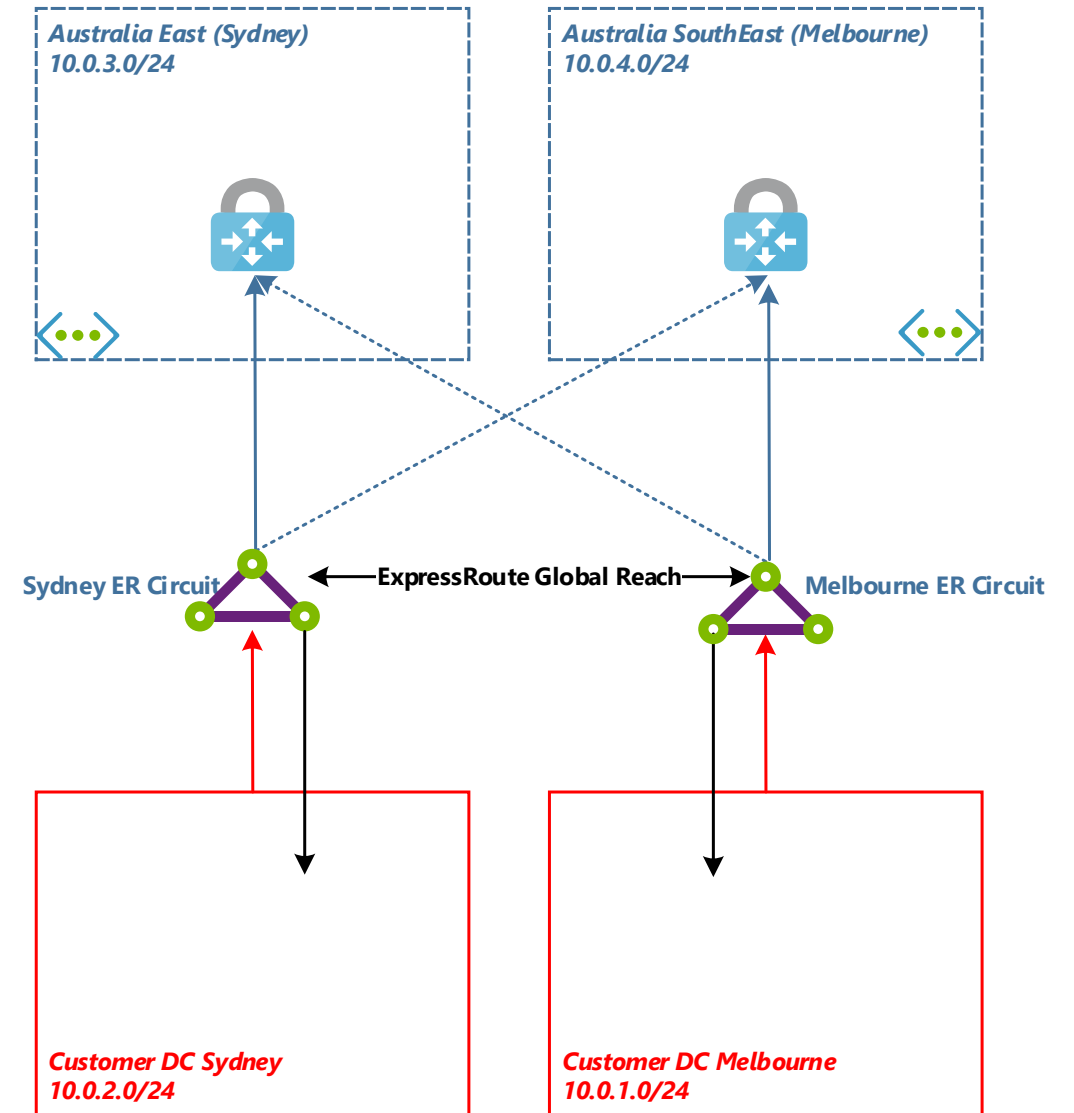 Australia East (Sydney)
10.0.3.0/24
Australia SouthEast (Melbourne)
10.0.4.0/24
Sydney ER Circuit
ExpressRoute Global Reach
Melbourne ER Circuit
Customer DC Sydney
10.0.2.0/24
Customer DC Melbourne
10.0.1.0/24